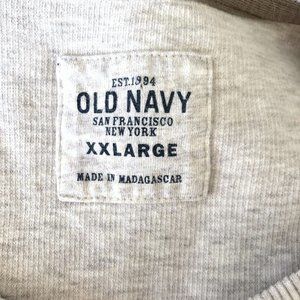 EST.1994
OLD NAVY
SAN FRANCISCO
NEW YORK
XXLARGE
MADE IN MADAGASCAR